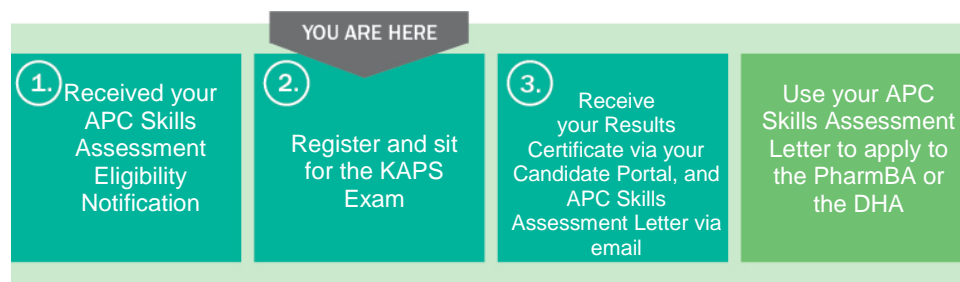 YOU ARE HERE
1.
Received your
APC Skills
Assessment
Eligibility
Notification
2.
Register and sit
for the KAPS
Exam
3.
Receive
your Results
Certificate via your
Candidate Portal, and
APC Skills
Assessment Letter via
email
Use your APC
Skills Assessment
Letter to apply to
the PharmBA or
the DHA